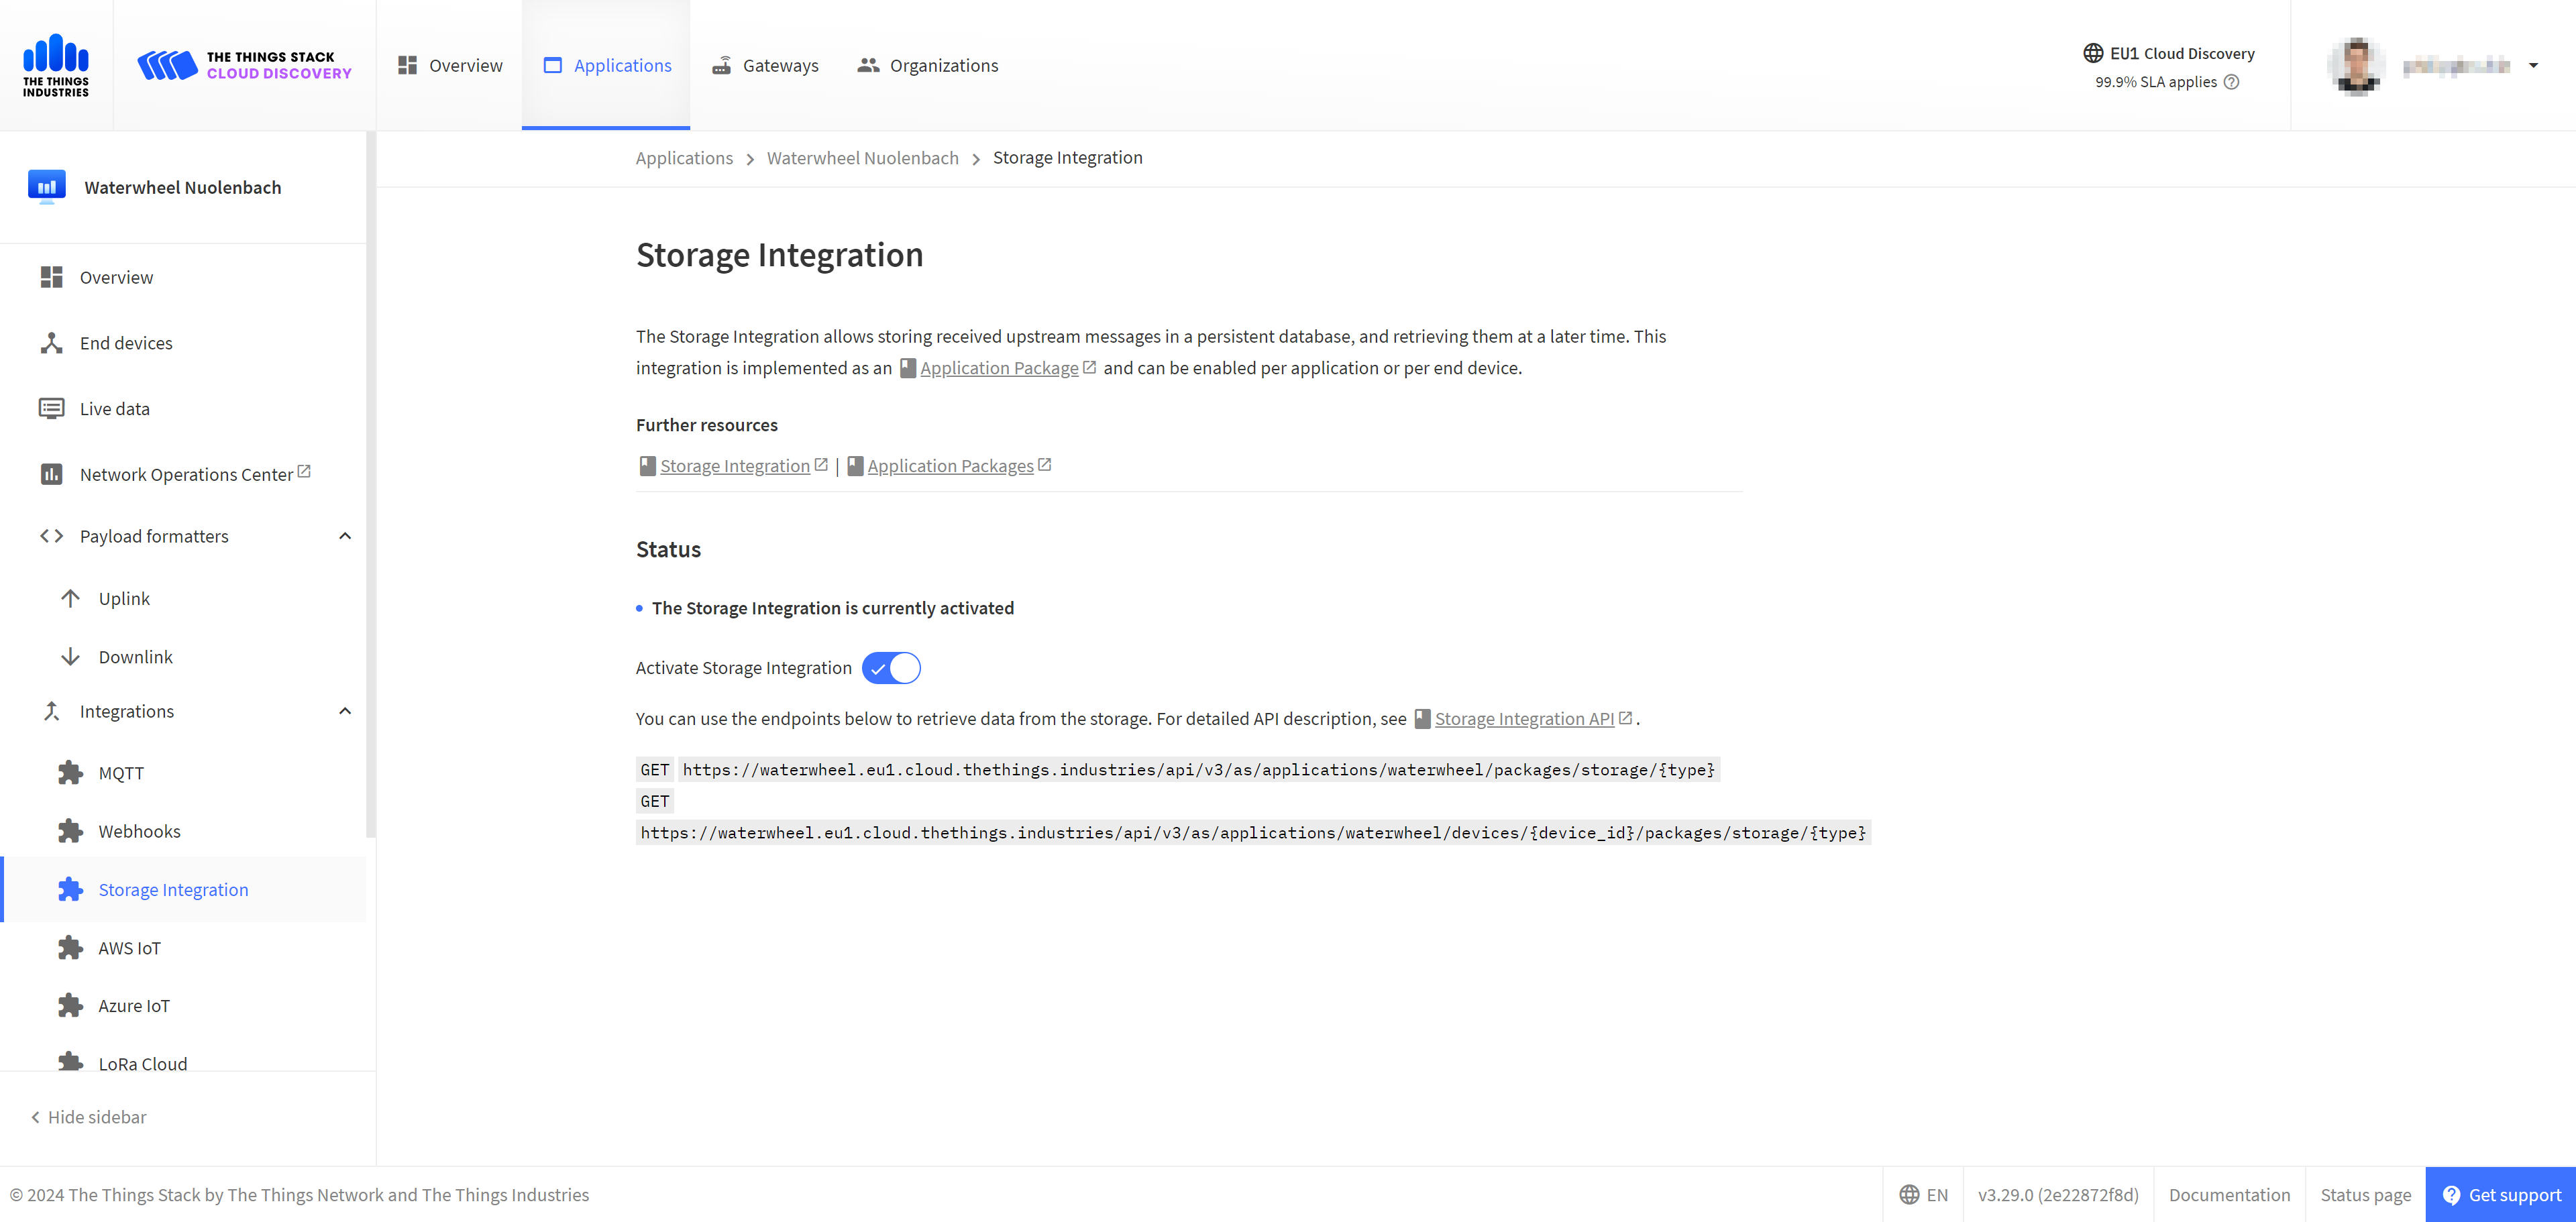 THE THINGS
INDUSTRIES
THE THINGS STACK
CLOUD DISCOVERY
Overview
Applications
Gateways
Organizations
EU1 Cloud Discovery
99.9% SLA applies
Waterwheel Nuolenbach
Overview
End devices
Live data
Network Operations Center
Payload formatters
Uplink
Downlink
Integrations
MQTT
Webhooks
Storage Integration
AWS IoT
Azure IoT
LoRa Cloud
Hide sidebar
Applications > Waterwheel Nuolenbach > Storage Integration
Storage Integration
The Storage Integration allows storing received upstream messages in a persistent database, and retrieving them at a later time. This
integration is implemented as an Application Package and can be enabled per application or per end device.
Further resources
Storage Integration | Application Packages
Status
The Storage Integration is currently activated
Activate Storage Integration
You can use the endpoints below to retrieve data from the storage. For detailed API description, see Storage Integration API .
GET https://waterwheel.eu1.cloud.thethings.industries/api/v3/as/applications/waterwheel/packages/storage/{type}
GET
https://waterwheel.eu1.cloud.thethings.industries/api/v3/as/applications/waterwheel/devices/{device_id}/packages/storage/{type}
© 2024 The Things Stack by The Things Network and The Things Industries
EN
v3.29.0 (2e22872f8d)
Documentation
Status page
Get support